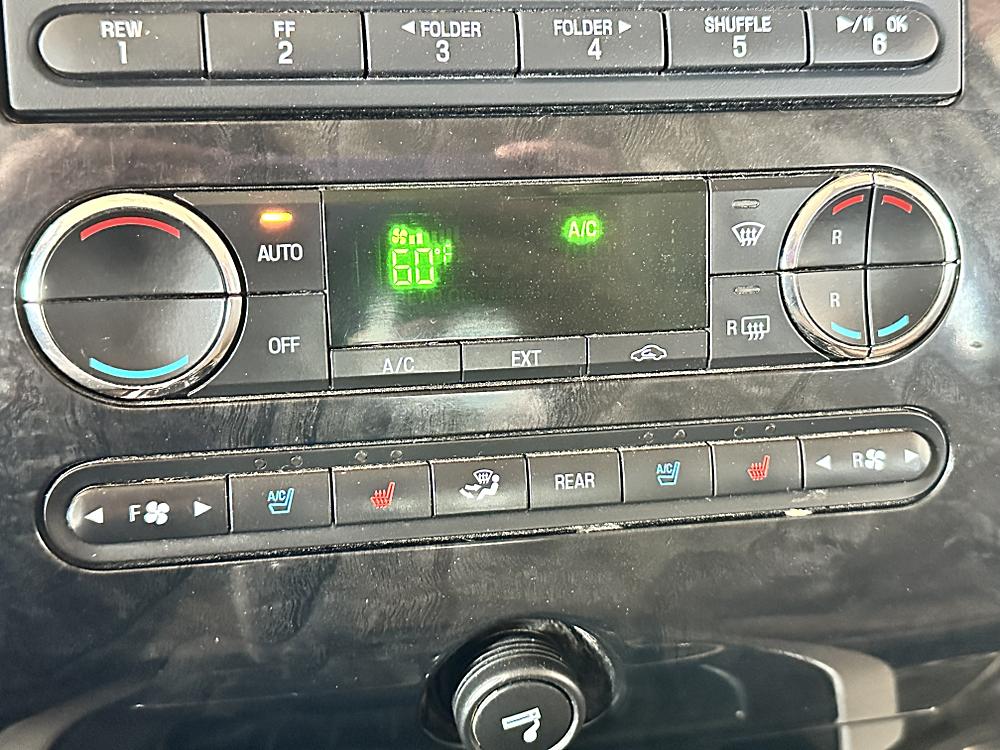 REW FF ◄FOLDER FOLDER► SHUFFLE ►/II OK
1 2 3 4 5 6
AUTO
A/C
60°F
R
R
OFF
R
A/C EXT
F A/C REAR A/C R